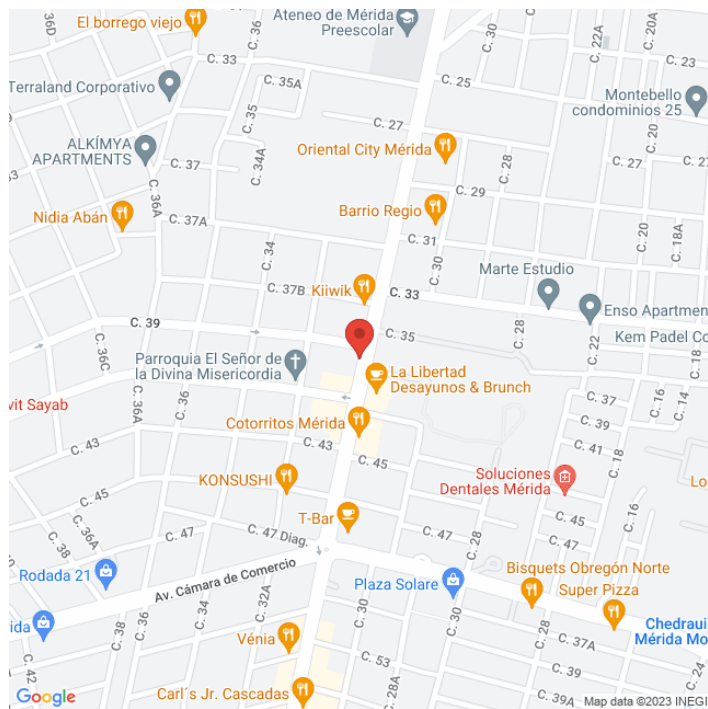 36D
El borrego viejo
C. 36
Ateneo de Mérida
Preescolar
C. 30
C. 22A
C. 20A
C. 33
C. 23
Terraland Corporativo
C. 35A
C. 25
Montebello
condominios 25
C. 35
C. 27
C. 20
ALKÍMYA
APARTMENTS
C. 34A
Oriental City Mérida
C. 28
C. 37
C. 27
C. 27
33
C. 36A
C. 29
Nidia Abán
C. 37A
Barrio Regio
C. 31
C. 20
C. 18A
C. 34
C. 30
Marte Estudio
C. 37B
Kiiwik
C. 33
Enso Apartmen
C. 39
C. 35
C. 28
Kem Padel Co
C. 22
C. 18
C. 36C
Parroquia El Señor de
la Divina Misericordia
La Libertad
Desayunos & Brunch
C. 36
C. 37
C. 16
C. 14
vit Sayab
C. 36A
Cotorritos Mérida
C. 39
C. 43
C. 43
C. 41
C. 45
C. 18
KONSUSHI
Soluciones
Dentales Mérida
Lo
C. 45
C. 16
T-Bar
C. 45
C. 36A
C. 47
C. 47 Diag.
C. 47
C. 28
C. 47
C. 38
Rodada 21
Av. Cámara de Comercio
Bisquets Obregón Norte
Plaza Solare
Super Pizza
ida
C. 38
C. 36
C. 34
C. 32A
C. 30
C. 30
C. 28
Chedraui
Mérida Mo
Vénia
C. 37A
C. 42
C. 53
C. 39
C. 24
Carl´s Jr. Cascadas
C. 28A
C. 39A
Google
Map data ©2023 INEGI